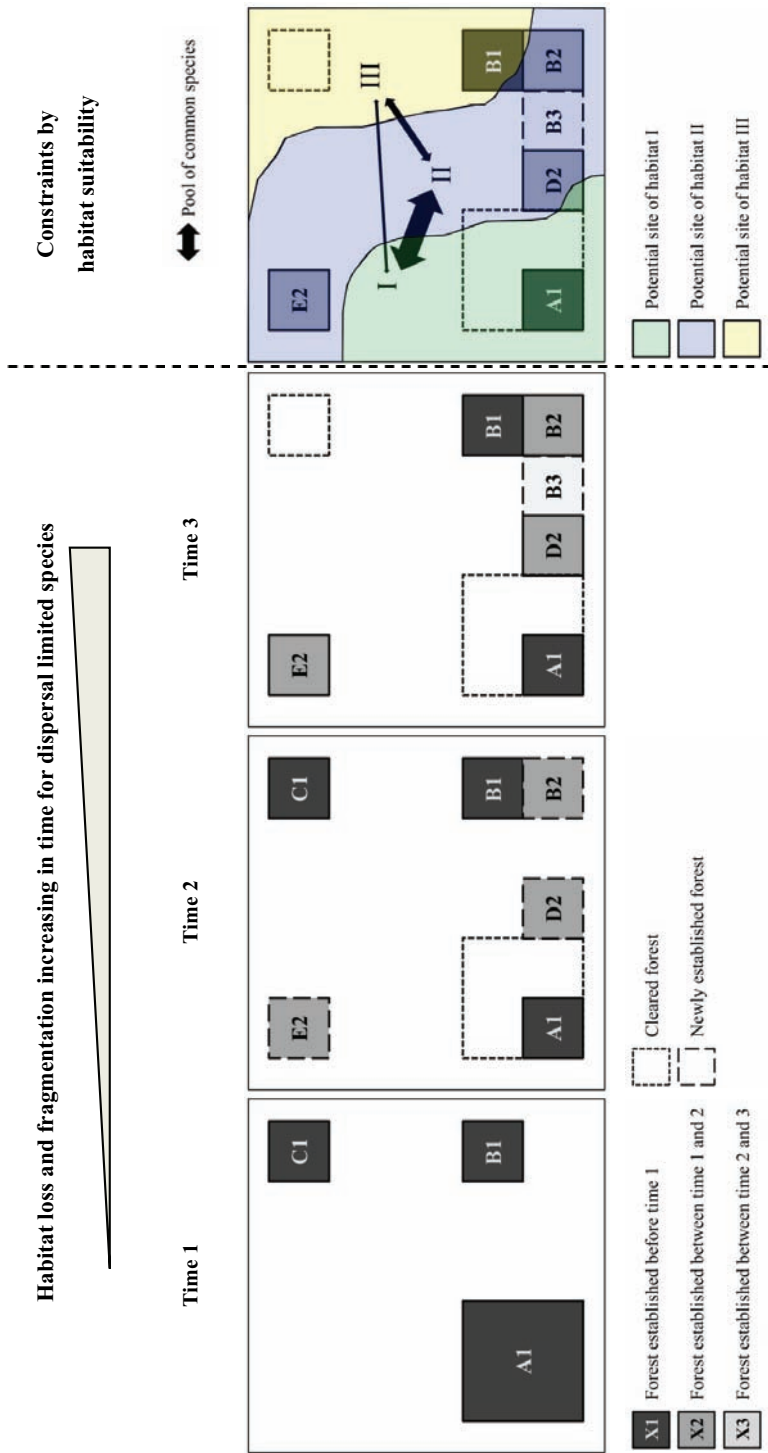 Habitat loss and fragmentation increasing in time for dispersal limited species
Constraints by
habitat suitability
Time 1
Time 2
Time 3
Pool of common species
C1
A1
B1
E2
C1
A1
D2
B1
B2
E2
A1
D2
B3
B1
B2
E2
I
II
III
A1
D2
B3
B1
B2
X1 Forest established before time 1
X2 Forest established between time 1 and 2
X3 Forest established between time 2 and 3
Cleared forest
Newly established forest
Potential site of habitat I
Potential site of habitat II
Potential site of habitat III